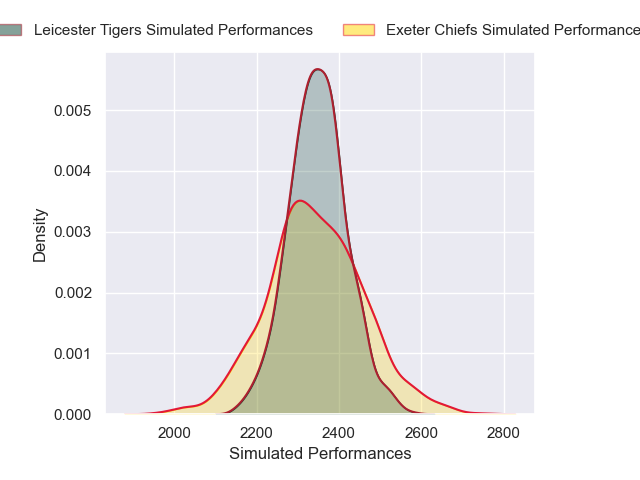 Leicester Tigers Simulated Performances Exeter Chiefs Simulated Performance
0.005
0.004
0.003
0.002
0.001
0.000
Density
2000 2200 2400 2600 2800
Simulated Performances